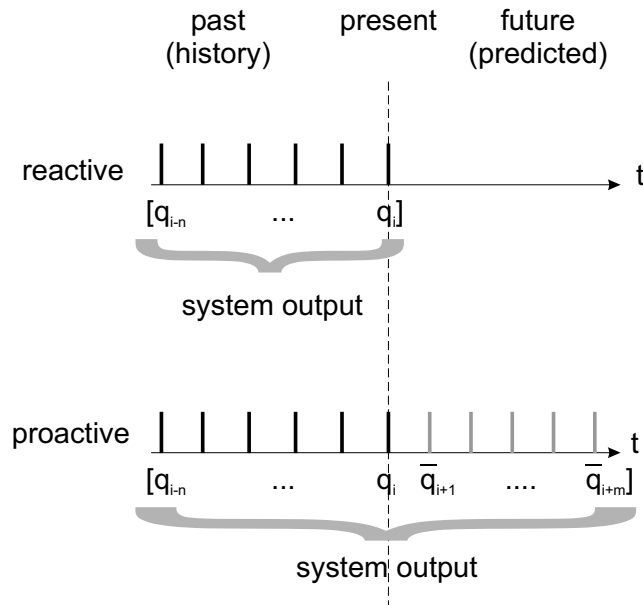 past present future
(history) (predicted)
reactive t
[q_{i-n} ... q_i]
system output
proactive t
[q_{i-n} ... q_i q̅_{i+1} .... q̅_{i+m}]
system output